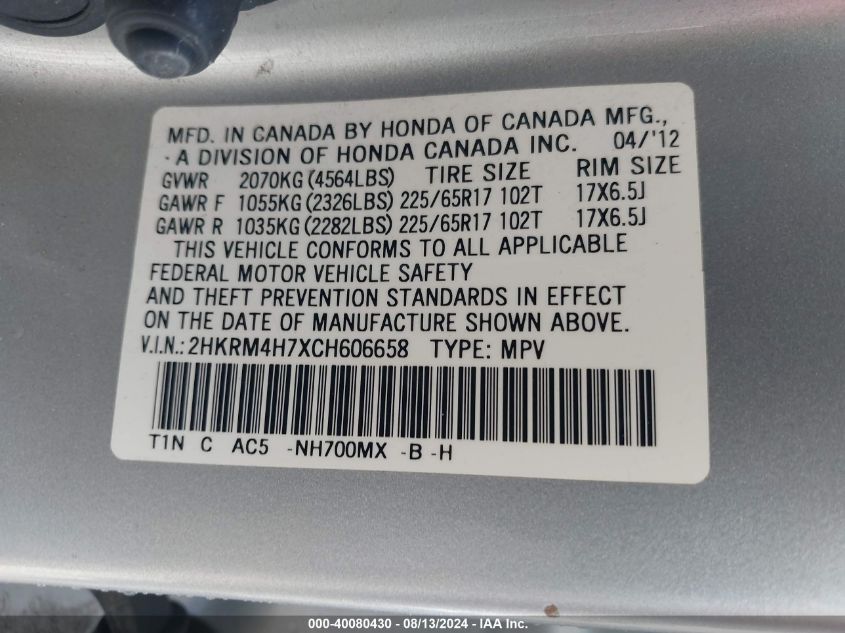 MFD. IN CANADA BY HONDA OF CANADA MFG.,
A DIVISION OF HONDA CANADA INC. 04/'12
GVWR 2070KG (4564LBS) TIRE SIZE RIM SIZE
GAWR F 1055KG (2326LBS) 225/65R17 102T 17X6.5J
GAWR R 1035KG (2282LBS) 225/65R17 102T 17X6.5J
THIS VEHICLE CONFORMS TO ALL APPLICABLE
FEDERAL MOTOR VEHICLE SAFETY
AND THEFT PREVENTION STANDARDS IN EFFECT
ON THE DATE OF MANUFACTURE SHOWN ABOVE.
V.I.N.: 2HKRM4H7XCH606658 TYPE: MPV
T1N C AC5 -NH700MX -B -H
000-40080430 - 08/13/2024 - IAA Inc.